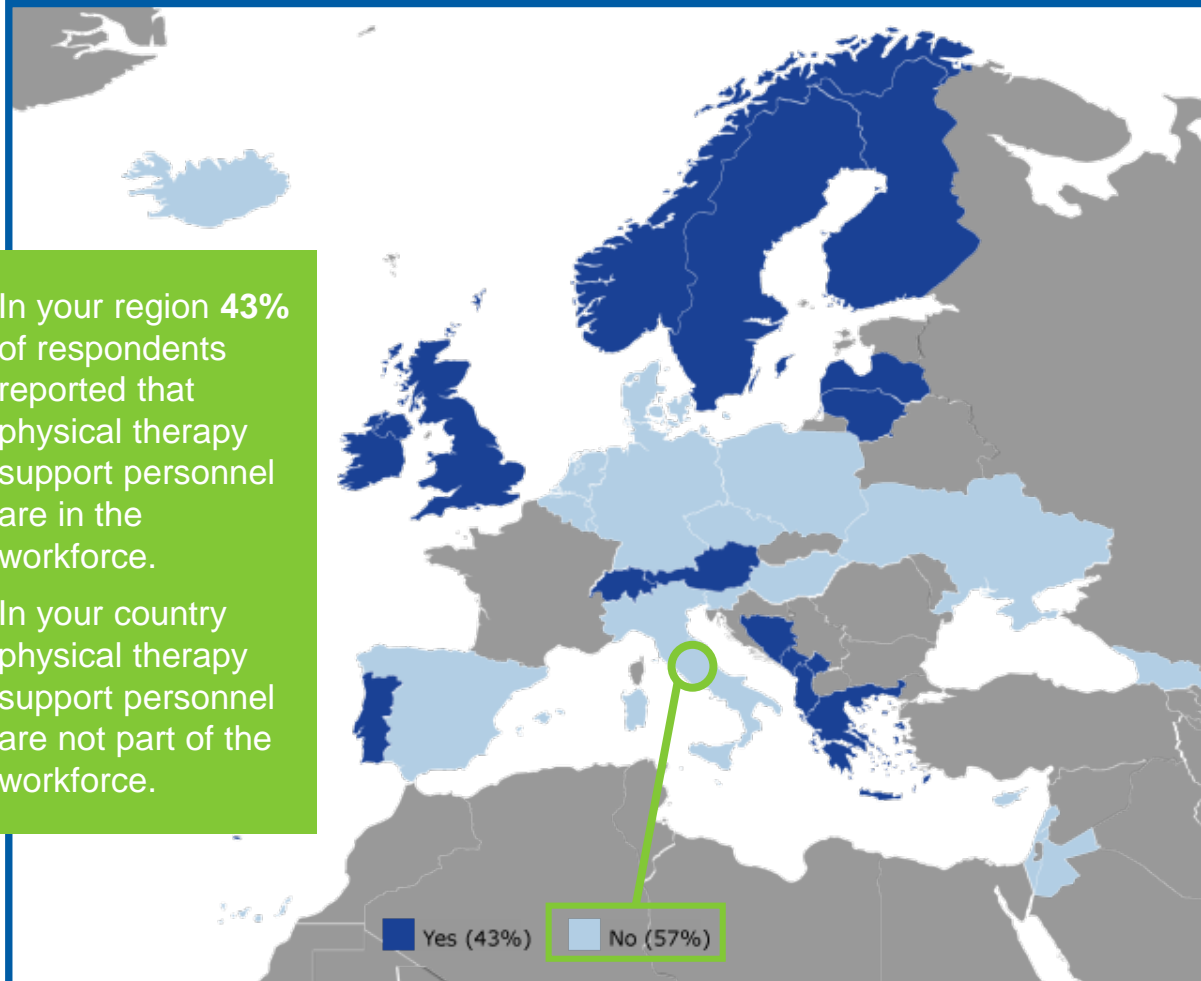 In your region 43%
of respondents
reported that
physical therapy
support personnel
are in the
workforce.
In your country
physical therapy
support personnel
are not part of the
workforce.
Yes (43%)
No (57%)